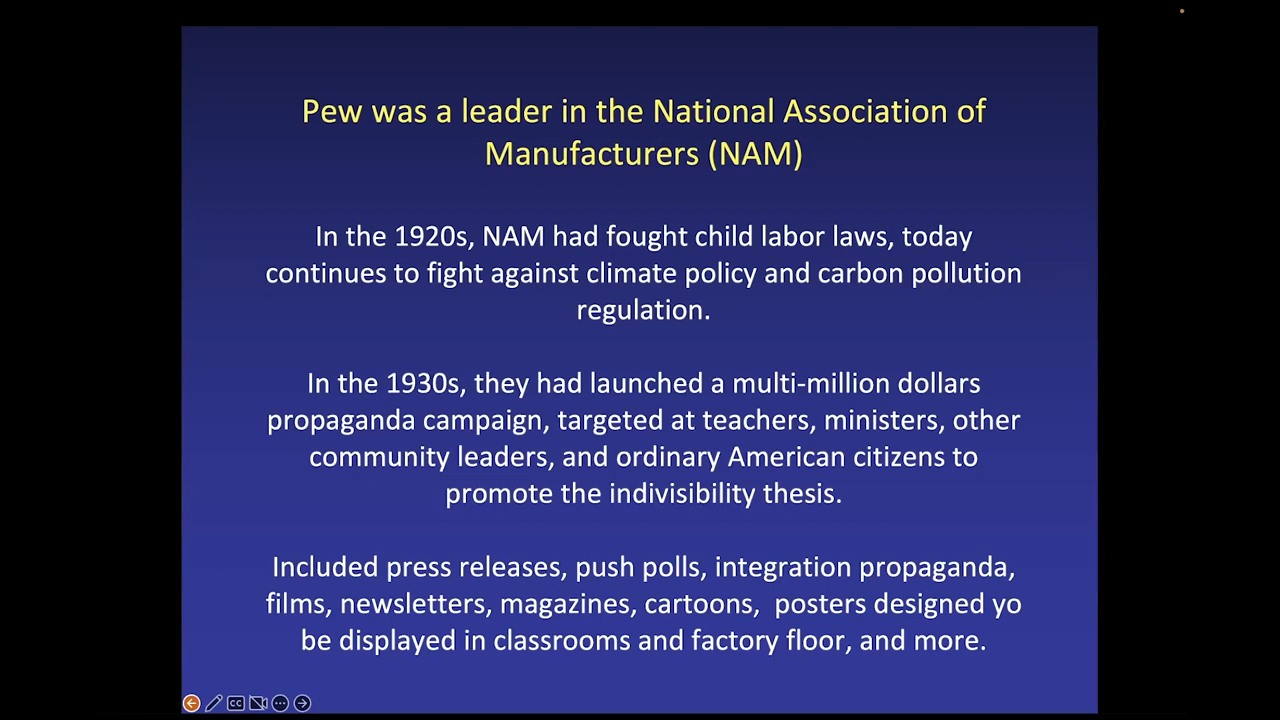 Pew was a leader in the National Association of
Manufacturers (NAM)
In the 1920s, NAM had fought child labor laws, today
continues to fight against climate policy and carbon pollution
regulation.
In the 1930s, they had launched a multi-million dollars
propaganda campaign, targeted at teachers, ministers, other
community leaders, and ordinary American citizens to
promote the indivisibility thesis.
Included press releases, push polls, integration propaganda,
films, newsletters, magazines, cartoons,  posters designed yo
be displayed in classrooms and factory floor, and more.
CC